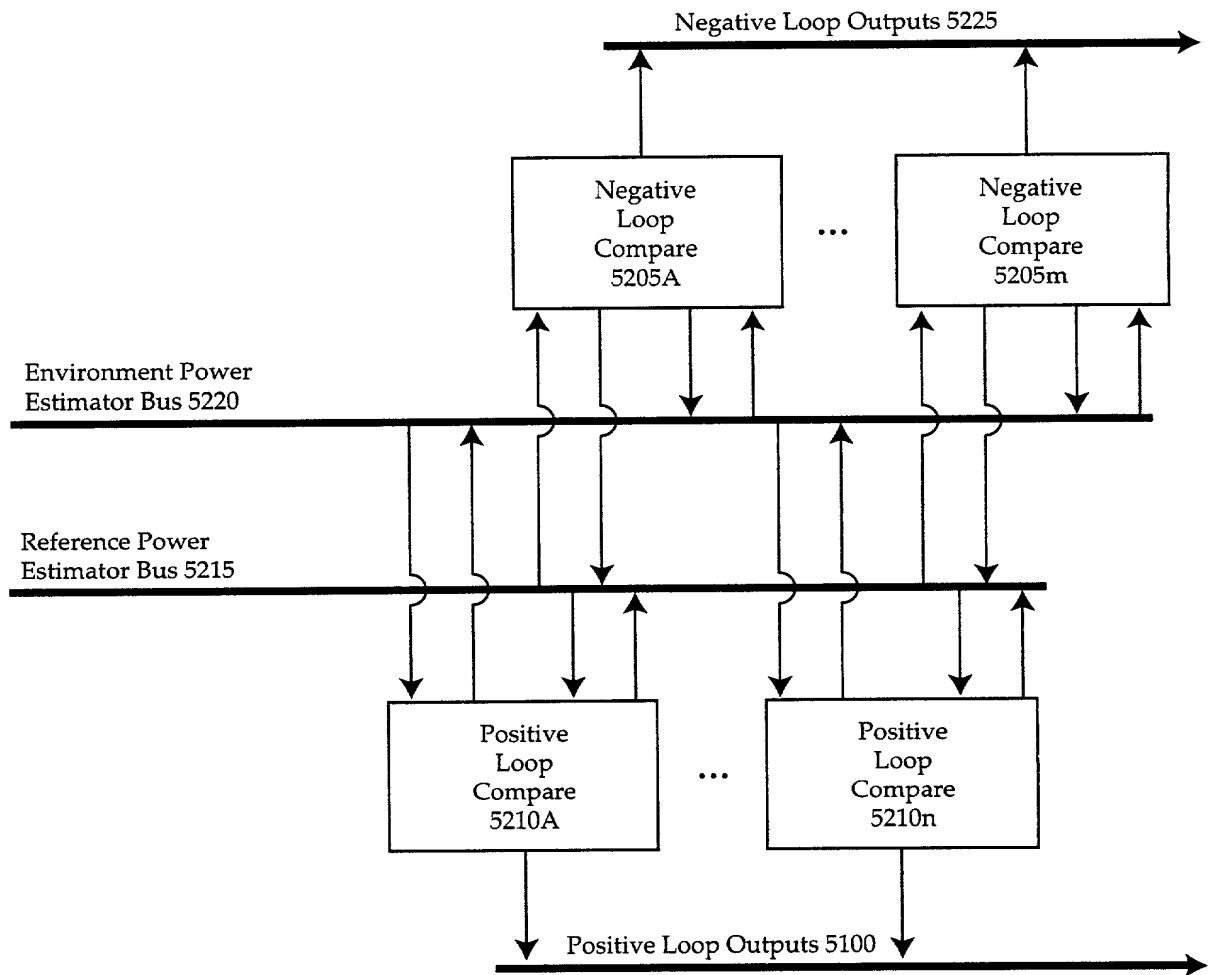 Negative Loop Outputs 5225
Negative
Loop
Compare
5205A
...
Negative
Loop
Compare
5205m
Environment Power
Estimator Bus 5220
Reference Power
Estimator Bus 5215
Positive
Loop
Compare
5210A
...
Positive
Loop
Compare
5210n
Positive Loop Outputs 5100